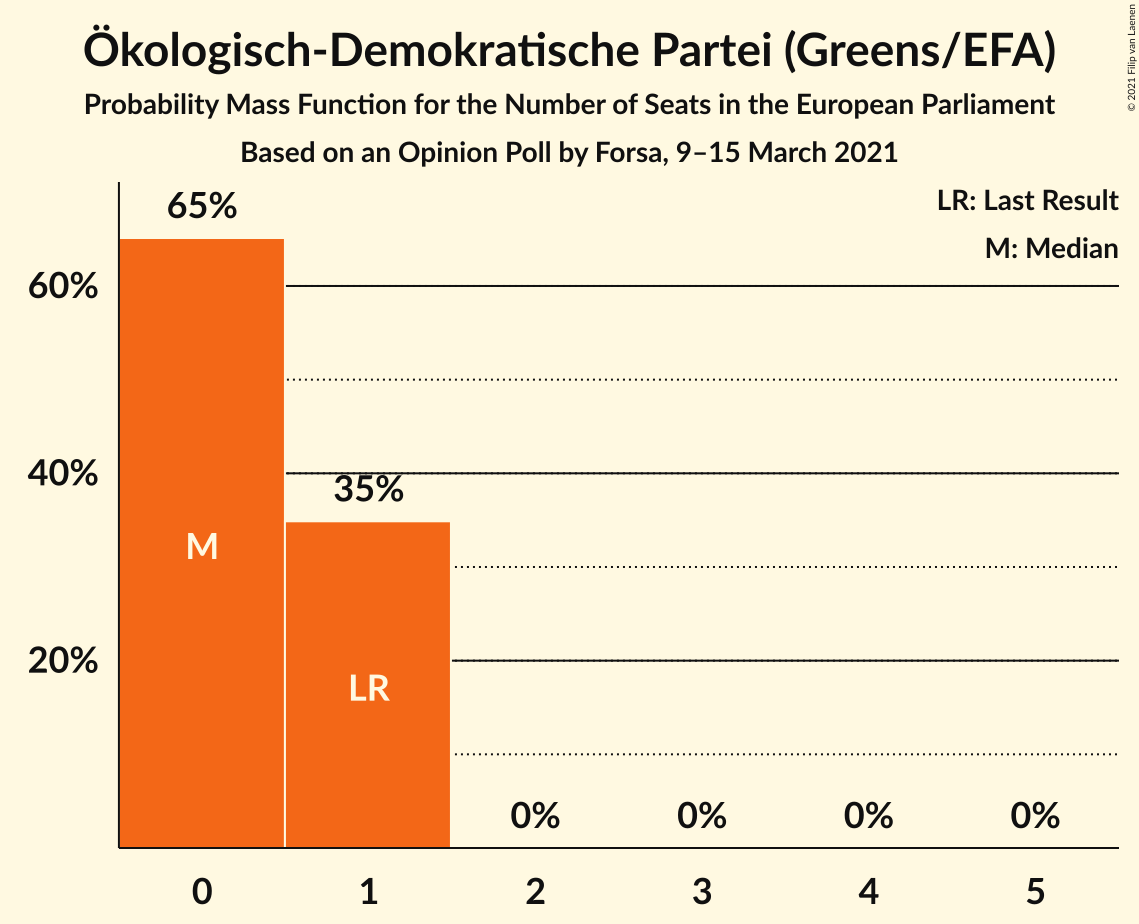 Ökologisch-Demokratische Partei (Greens/EFA)
Probability Mass Function for the Number of Seats in the European Parliament
Based on an Opinion Poll by Forsa, 9–15 March 2021
© 2021 Filip van Laenen
LR: Last Result
M: Median
65%
60%
40%
35%
M
20%
LR
0% 0% 0% 0%
0 1 2 3 4 5